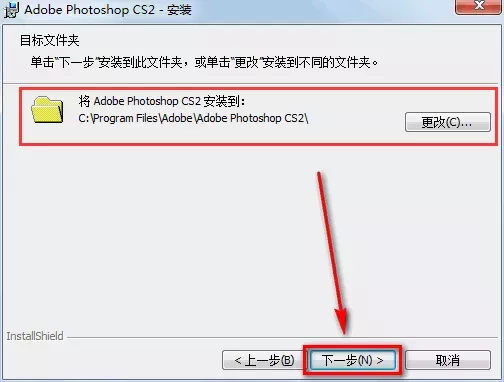 Adobe Photoshop CS2 - 安装
目标文件夹
单击"下一步"安装到此文件夹，或单击"更改"安装到不同的文件夹。
将 Adobe Photoshop CS2 安装到：
C:\Program Files\Adobe\Adobe Photoshop CS2\
更改(C)...
InstallShield
< 上一步(B)
下一步(N) >
取消